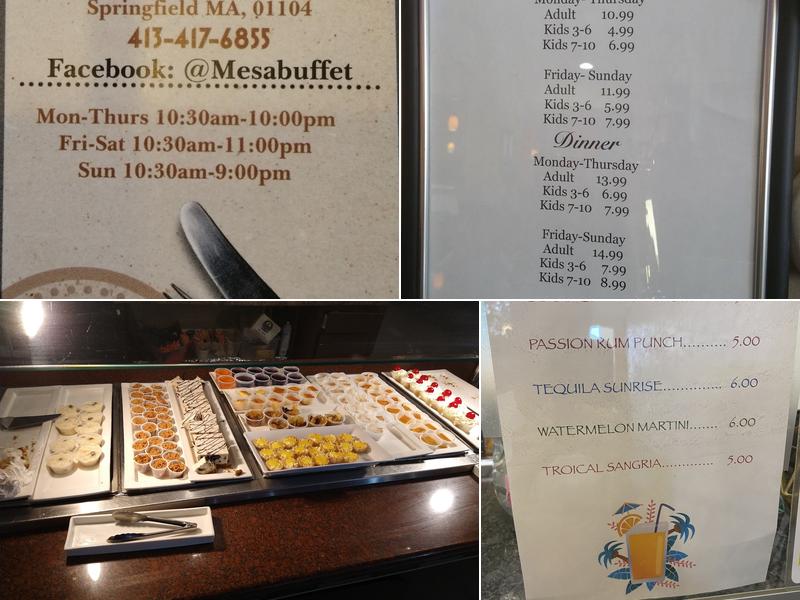 Springfield MA, 01104
413-417-6855
Facebook: @Mesabuffet
Mon-Thurs 10:30am-10:00pm
Fri-Sat 10:30am-11:00pm
Sun 10:30am-9:00pm
Monday- Thursday
Adult 10.99
Kids 3-6 4.99
Kids 7-10 6.99
Friday- Sunday
Adult 11.99
Kids 3-6 5.99
Kids 7-10 7.99
Dinner
Monday-Thursday
Adult 13.99
Kids 3-6 6.99
Kids 7-10 7.99
Friday-Sunday
Adult 14.99
Kids 3-6 7.99
Kids 7-10 8.99
PASSION RUM PUNCH.......... 5.00
TEQUILA SUNRISE.............. 6.00
WATERMELON MARTINI....... 6.00
TROICAL SANGRIA............. 5.00